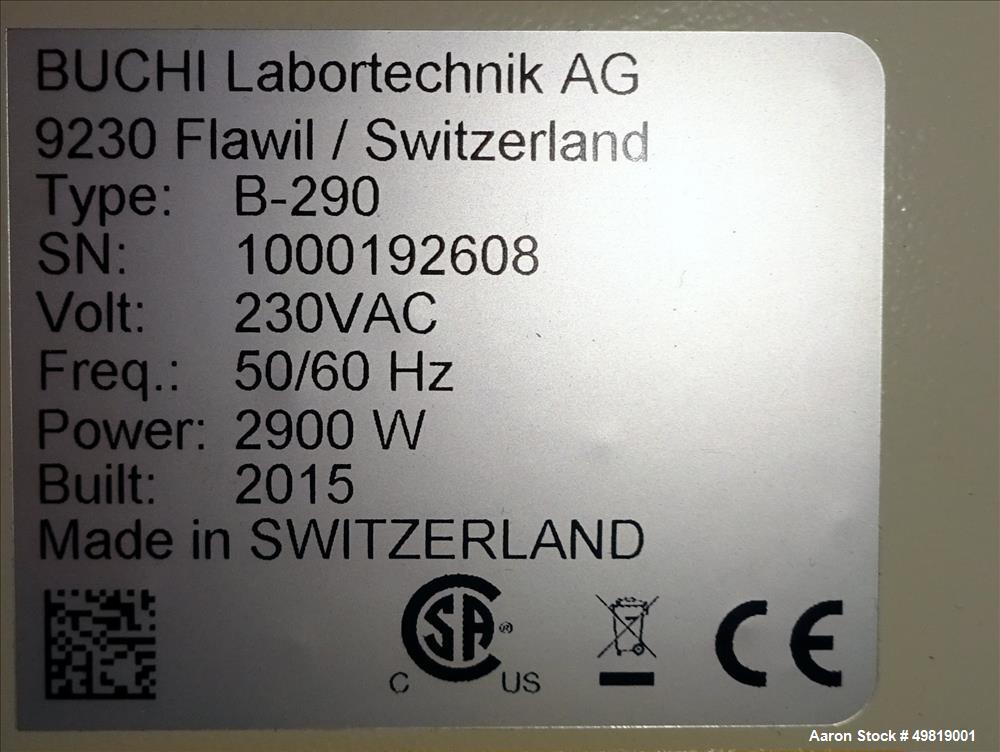 BUCHI Labortechnik AG
9230 Flawil / Switzerland
Type: B-290
SN: 1000192608
Volt: 230VAC
Freq.: 50/60 Hz
Power: 2900 W
Built: 2015
Made in SWITZERLAND
C SA ® US
CE
Aaron Stock # 49819001